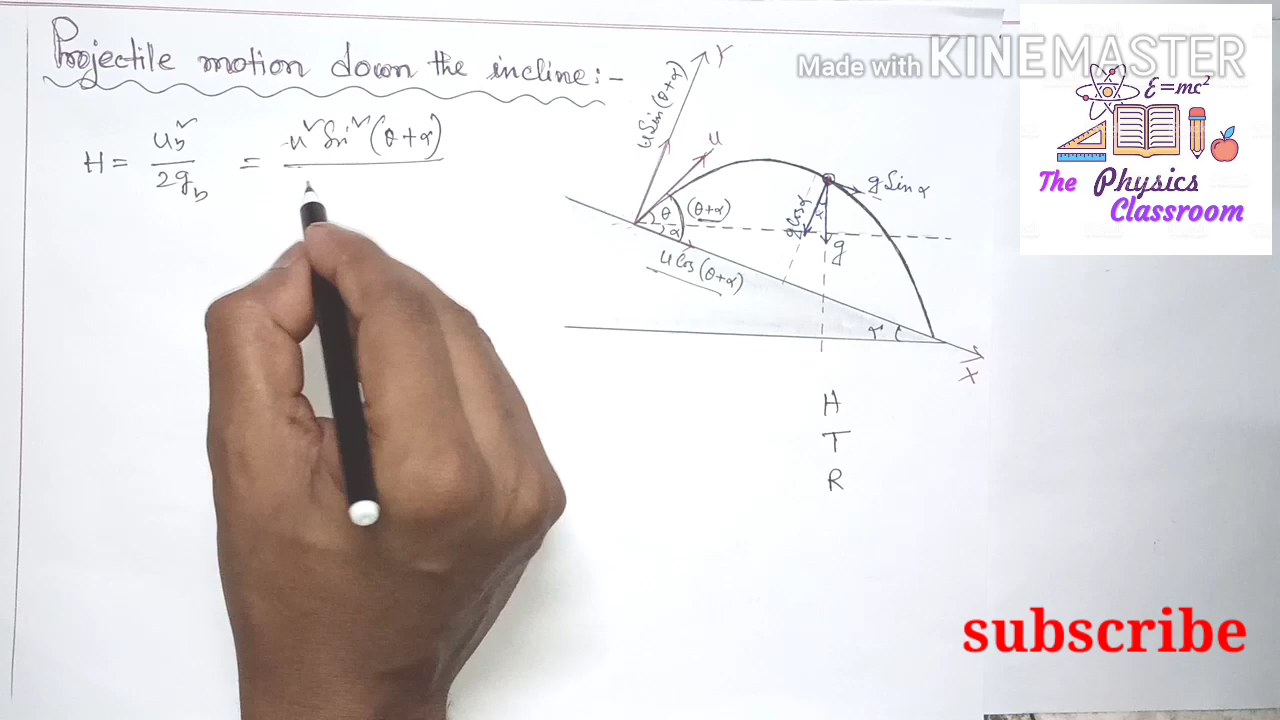 Projectile motion down the incline:-
Made with KINEMASTER
H = u⊥² / 2g⊥ = u² Sin² (θ+α)
Y
u Sin (θ+α)
u
θ
α
(θ+α)
u Cos (θ+α)
g Cos α
α
g Sin α
g
α
X
H
T
R
E=mc²
The Physics
Classroom
subscribe